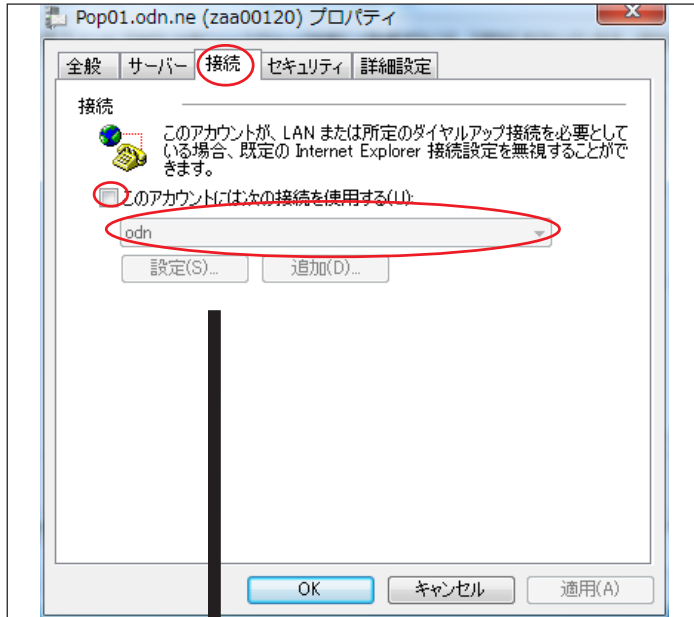 Pop01.odn.ne (zaa00120) プロパティ
全般 サーバー 接続 セキュリティ 詳細設定
接続
このアカウントが、LAN または所定のダイヤルアップ接続を必要として
いる場合、既定の Internet Explorer 接続設定を無視することがで
きます。
このアカウントには次の接続を使用する(U):
odn
設定(S)... 追加(D)...
OK キャンセル 適用(A)